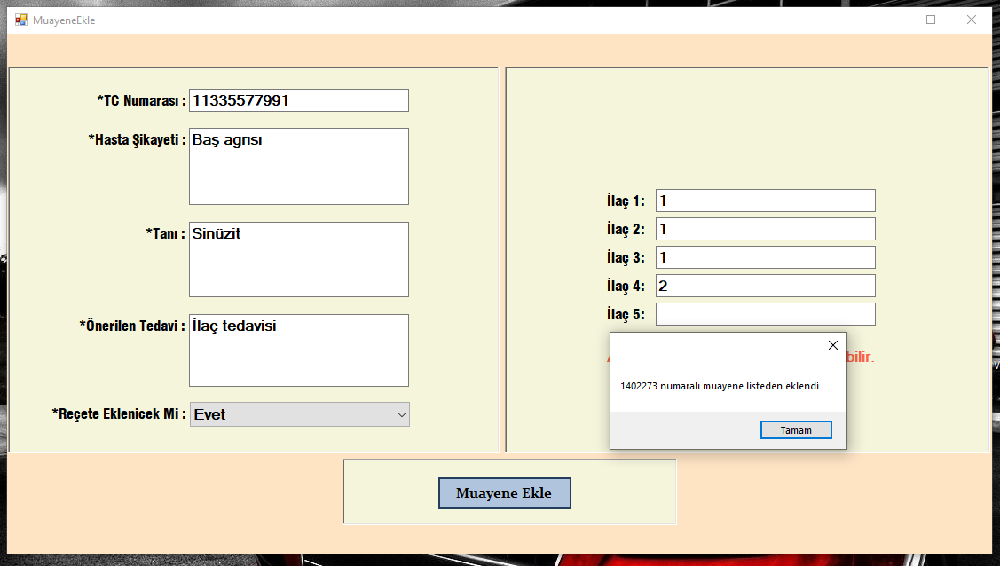 MuayeneEkle
*TC Numarası : 11335577991
*Hasta Şikayeti : Baş agrısı
*Tanı : Sinüzit
*Önerilen Tedavi : İlaç tedavisi
*Reçete Eklenicek Mi : Evet
İlaç 1: 1
İlaç 2: 1
İlaç 3: 1
İlaç 4: 2
İlaç 5:
1402273 numaralı muayene listeden eklendi
Tamam
Muayene Ekle